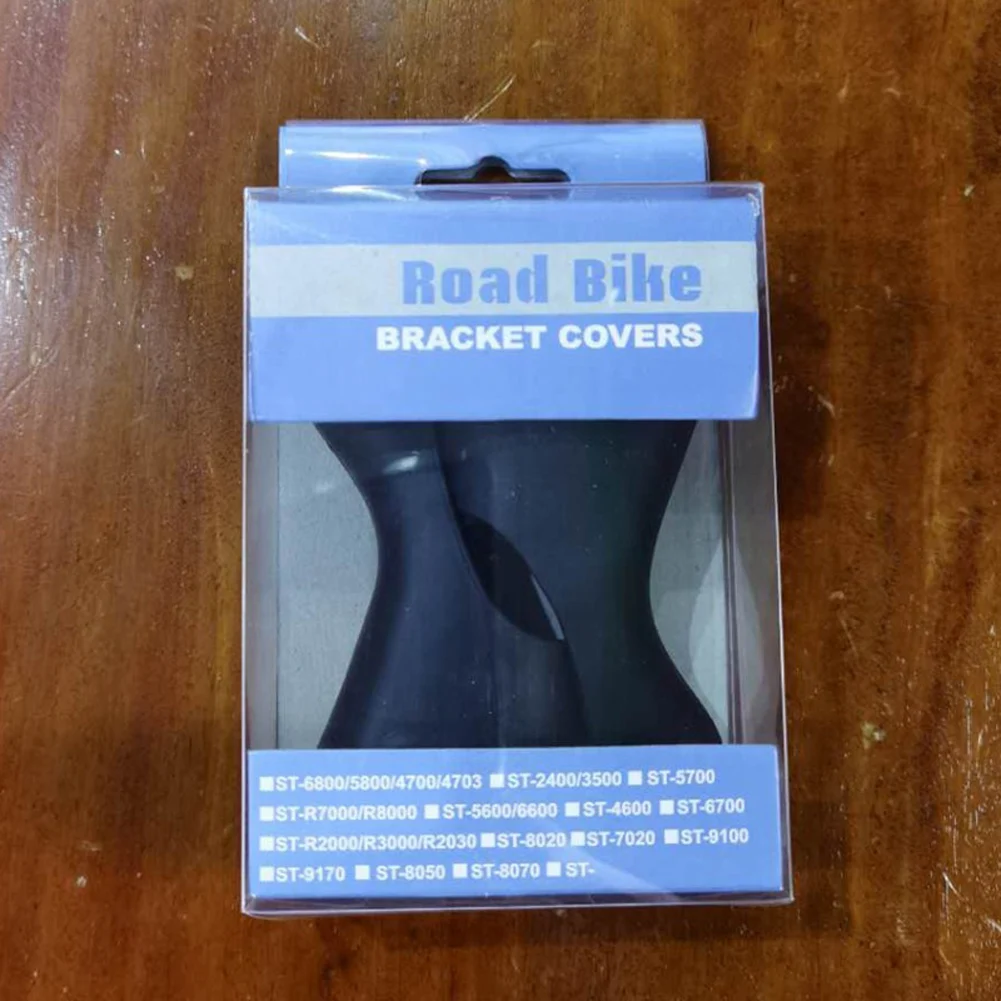 Road Bike
BRACKET COVERS
■ST-6800/5800/4700/4703 ■ST-2400/3500 ■ ST-5700
■ST-R7000/R8000 ■ST-5600/6600 ■ST-4600 ■ST-6700
■ST-R2000/R3000/R2030 ■ST-8020 ■ST-7020 ■ST-9100
■ST-9170 ■ ST-8050 ■ST-8070 ■ ST-